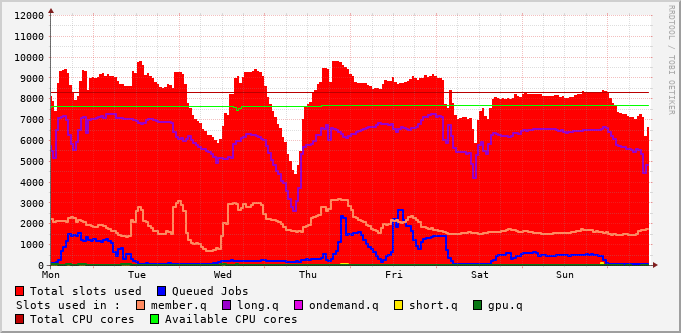 12000
11000
10000
9000
8000
7000
6000
5000
4000
3000
2000
1000
0
Mon Tue Wed Thu Fri Sat Sun
RRDTOOL / TOBI OETIKER
Total slots used Queued Jobs
Slots used in : member.q long.q ondemand.q short.q gpu.q
Total CPU cores Available CPU cores